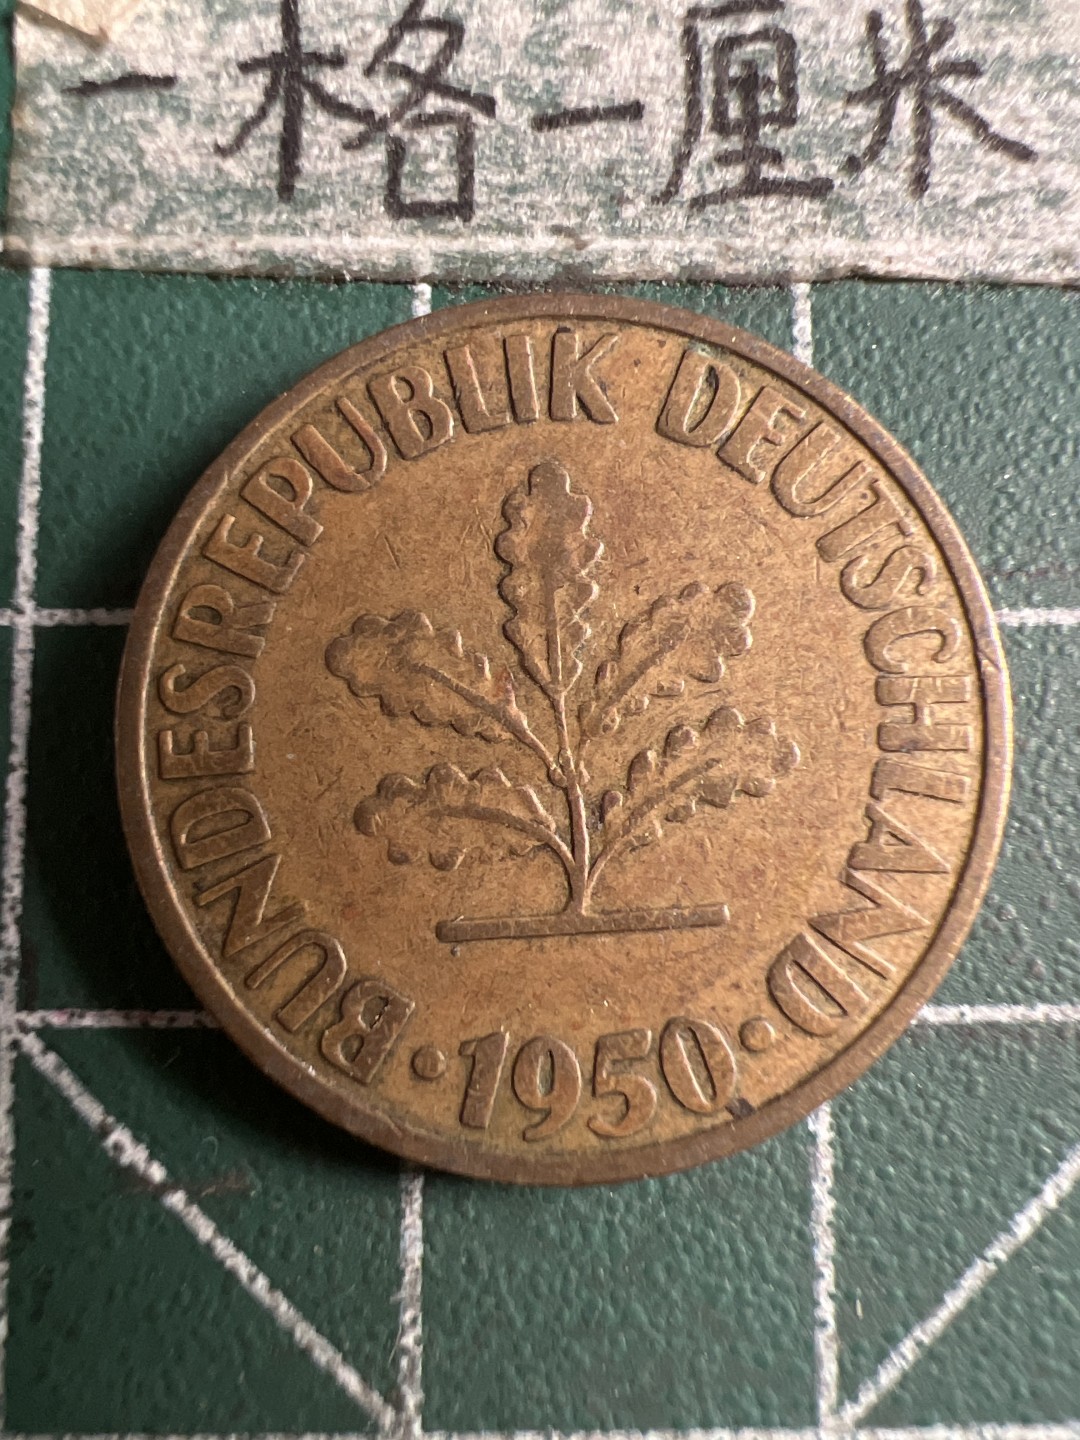 一格一厘米
BUNDESREPUBLIK DEUTSCHLAND
· 1950 ·